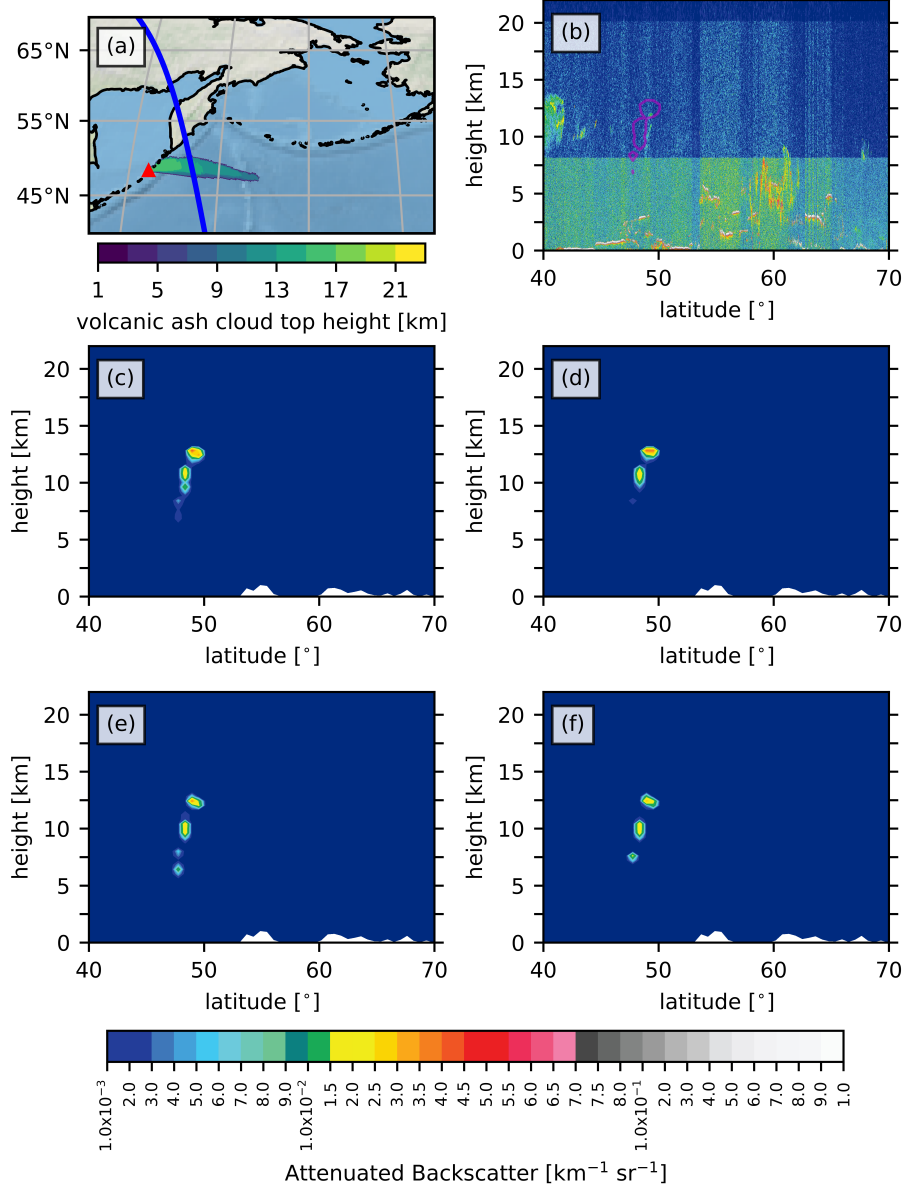 (a)
65°N
55°N
45°N
1 5 9 13 17 21
volcanic ash cloud top height [km]
(b)
height [km]
20
15
10
5
0
40 50 60 70
latitude [°]
(c)
height [km]
20
15
10
5
0
40 50 60 70
latitude [°]
(d)
height [km]
20
15
10
5
0
40 50 60 70
latitude [°]
(e)
height [km]
20
15
10
5
0
40 50 60 70
latitude [°]
(f)
height [km]
20
15
10
5
0
40 50 60 70
latitude [°]
1.0x10⁻³ 2.0 3.0 4.0 5.0 6.0 7.0 8.0 9.0 1.0x10⁻² 1.5 2.0 2.5 3.0 3.5 4.0 4.5 5.0 5.5 6.0 6.5 7.0 7.5 8.0 1.0x10⁻¹ 2.0 3.0 4.0 5.0 6.0 7.0 8.0 9.0 1.0
Attenuated Backscatter [km⁻¹ sr⁻¹]